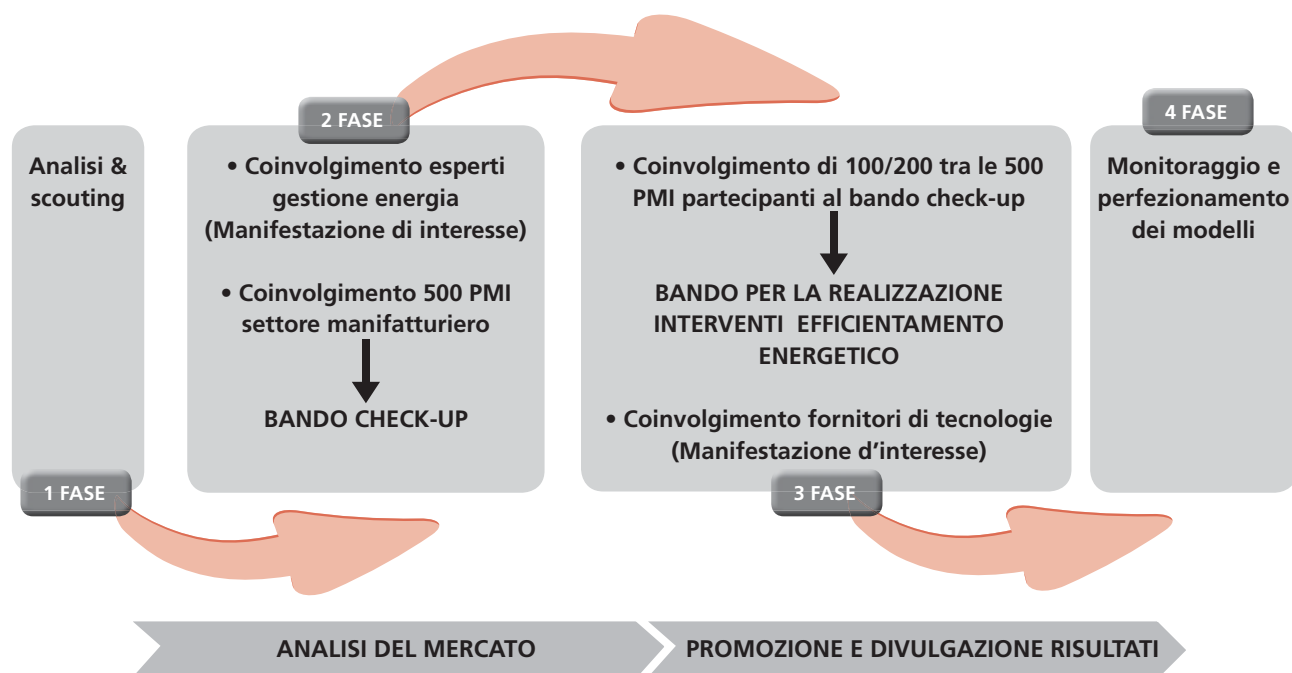 1 FASE
Analisi &
scouting
2 FASE
• Coinvolgimento esperti
gestione energia
(Manifestazione di interesse)
• Coinvolgimento 500 PMI
settore manifatturiero
BANDO CHECK-UP
3 FASE
• Coinvolgimento di 100/200 tra le 500
PMI partecipanti al bando check-up
BANDO PER LA REALIZZAZIONE
INTERVENTI EFFICIENTAMENTO
ENERGETICO
• Coinvolgimento fornitori di tecnologie
(Manifestazione d'interesse)
4 FASE
Monitoraggio e
perfezionamento
dei modelli
ANALISI DEL MERCATO
PROMOZIONE E DIVULGAZIONE RISULTATI